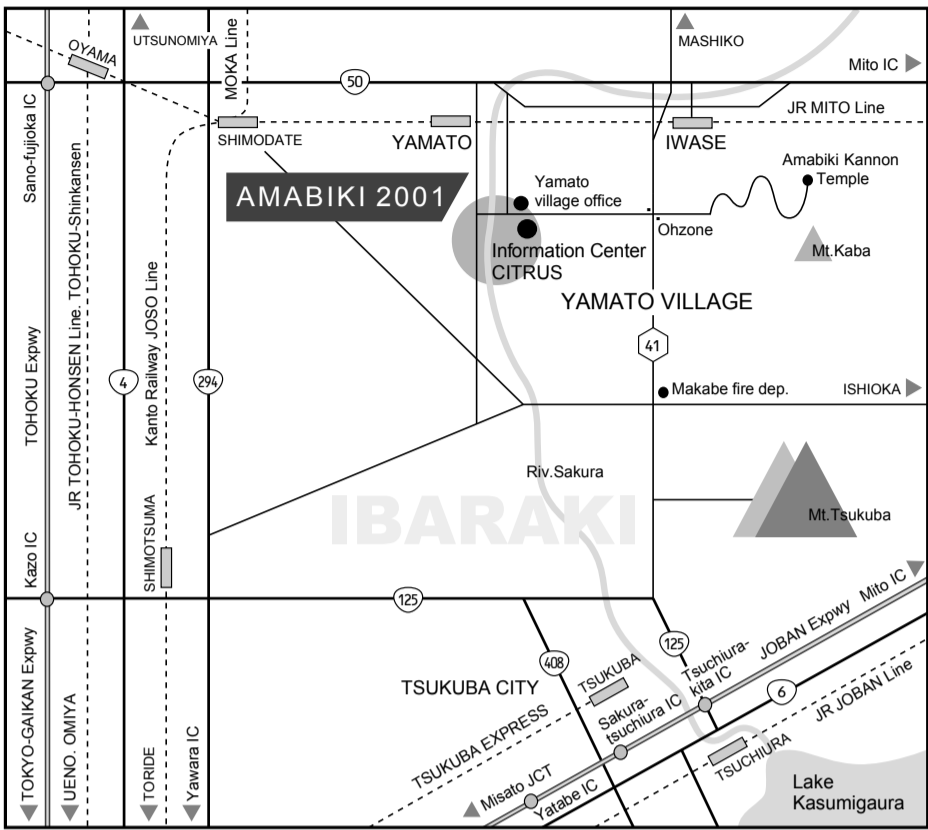 UTSUNOMIYA
MASHIKO
OYAMA
MOKA Line
Mito IC
50
Sano-fujioka IC
JR MITO Line
SHIMODATE
YAMATO
IWASE
AMABIKI 2001
Yamato
village office
Amabiki Kannon
Temple
Ohzone
Mt.Kaba
Information Center
CITRUS
YAMATO VILLAGE
JR TOHOKU-HONSEN Line. TOHOKU-Shinkansen
Kanto Railway JOSO Line
TOHOKU Expwy
4
294
41
Makabe fire dep.
ISHIOKA
Riv.Sakura
IBARAKI
Mt.Tsukuba
SHIMOTSUMA
Kazo IC
125
Mito IC
JOBAN Expwy
125
408
Tsuchiura-
kita IC
TSUKUBA CITY
TSUKUBA
Sakura-
tsuchiura IC
6
JR JOBAN Line
TSUKUBA EXPRESS
TSUCHIURA
TOKYO-GAIKAN Expwy
UENO. OMIYA
TORIDE
Yawara IC
Misato JCT
Yatabe IC
Lake
Kasumigaura